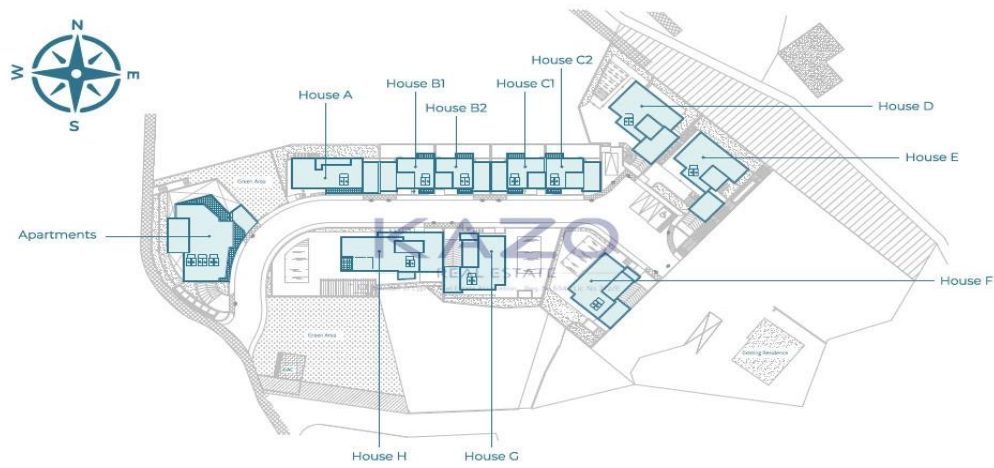 N
W
E
S
House A
House B1
House B2
House C1
House C2
House D
House E
Green Area
Apartments
KAZO
REAL ESTATE
House F
Green Area
Existing Residence
House H
House G